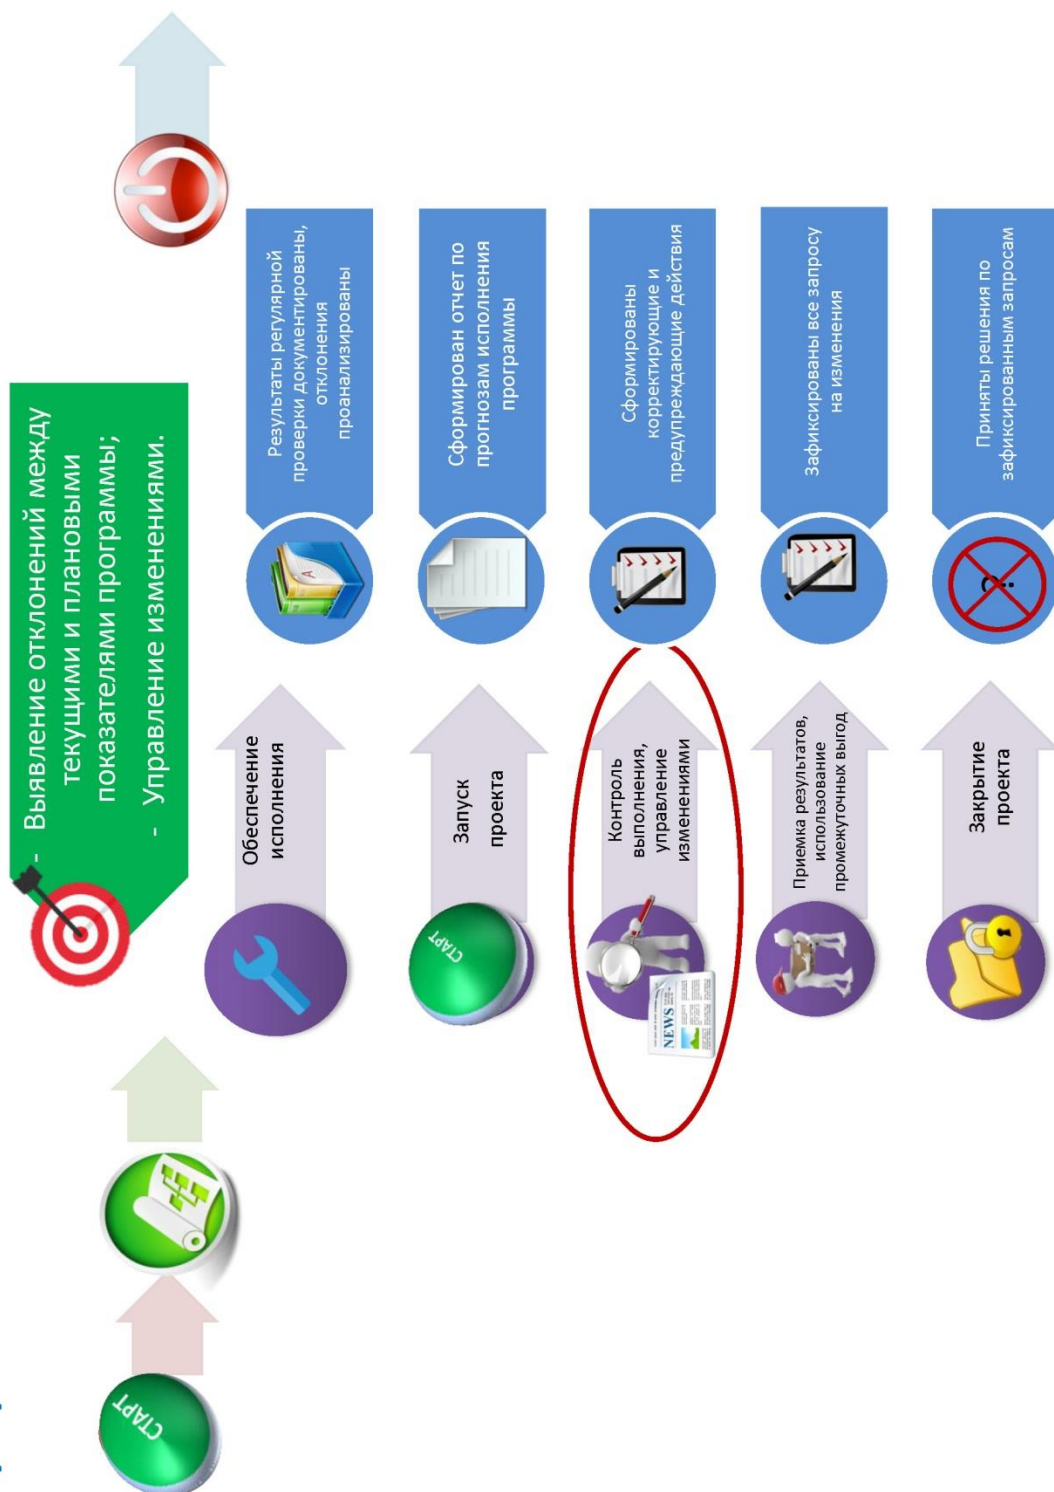 - Выявление отклонений между
текущими и плановыми
показателями программы;
- Управление изменениями.
СТАРТ
Обеспечение
исполнения
Результаты регулярной
проверки документированы,
отклонения
проанализированы
СТАРТ
Запуск
проекта
Сформирован отчет по
прогнозам исполнения
программы
NEWS
Контроль
выполнения,
управление
изменениями
Сформированы
корректирующие и
предупреждающие действия
Приемка результатов,
использование
промежуточных выгод
Зафиксированы все запросу
на изменения
Закрытие
проекта
?
Приняты решения по
зафиксированным запросам